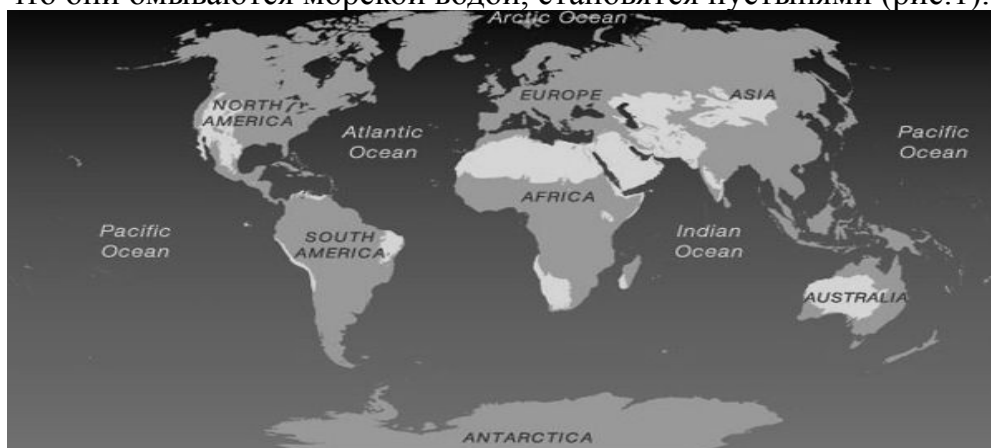 что они омываются морской водой, становятся пустынями (рис.1).
Arctic Ocean
NORTH
AMERICA
EUROPE
ASIA
Atlantic
Ocean
Pacific
Ocean
AFRICA
Pacific
Ocean
SOUTH
AMERICA
Indian
Ocean
AUSTRALIA
ANTARCTICA